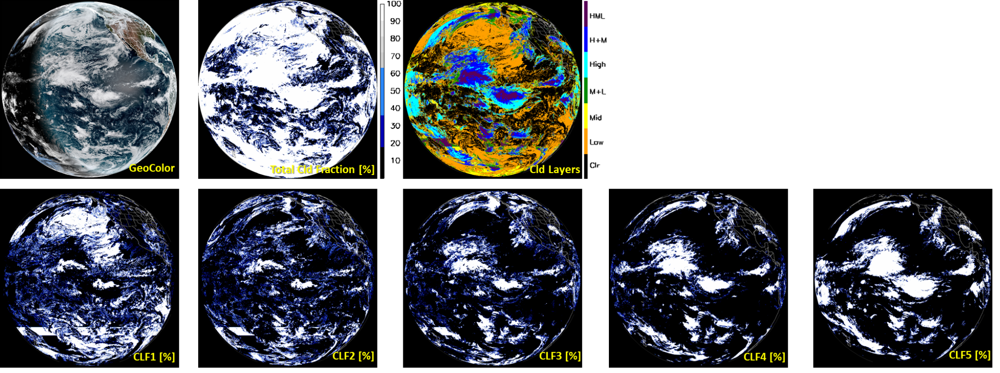 GeoColor
Total Cld Fraction [%]
100
90
80
70
60
50
40
30
20
10
Cld Layers
HML
H+M
High
M+L
Mid
Low
Clr
CLF1 [%]
CLF2 [%]
CLF3 [%]
CLF4 [%]
CLF5 [%]